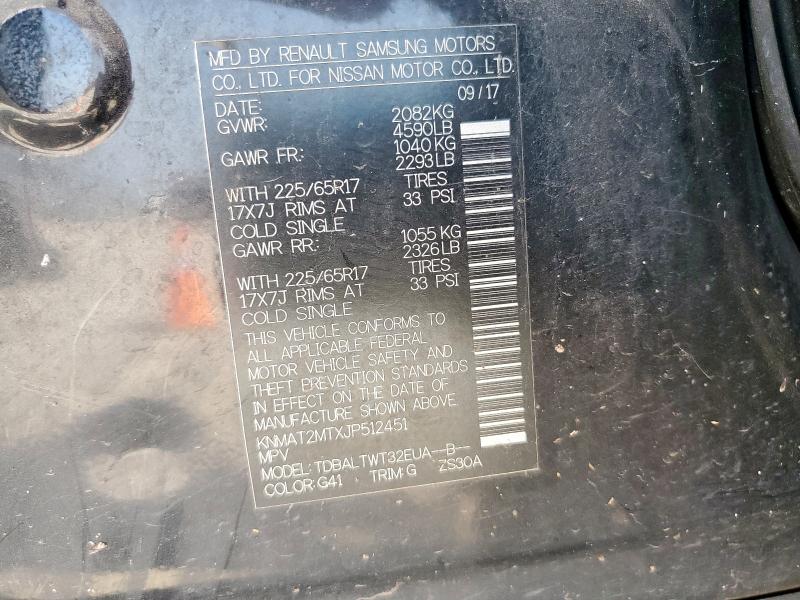 MFD BY RENAULT SAMSUNG MOTORS
CO., LTD. FOR NISSAN MOTOR CO., LTD.
DATE: 09/17
GVWR: 2082KG
4590LB
GAWR FR: 1040KG
2293LB
WITH 225/65R17 TIRES
17X7J RIMS AT 33 PSI
COLD SINGLE
GAWR RR: 1055 KG
2326LB
WITH 225/65R17 TIRES
17X7J RIMS AT 33 PSI
COLD SINGLE
THIS VEHICLE CONFORMS TO
ALL APPLICABLE FEDERAL
MOTOR VEHICLE SAFETY AND
THEFT PREVENTION STANDARDS
IN EFFECT ON THE DATE OF
MANUFACTURE SHOWN ABOVE.
KNMAT2MTXJP512451
MPV
MODEL: TDBALTWT32EUA--B--
COLOR: G41 TRIM: G ZS30A